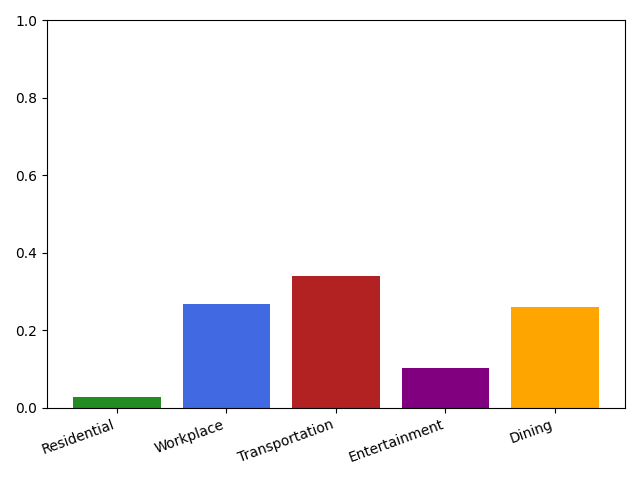 1.0
0.8
0.6
0.4
0.2
0.0
Residential
Workplace
Transportation
Entertainment
Dining